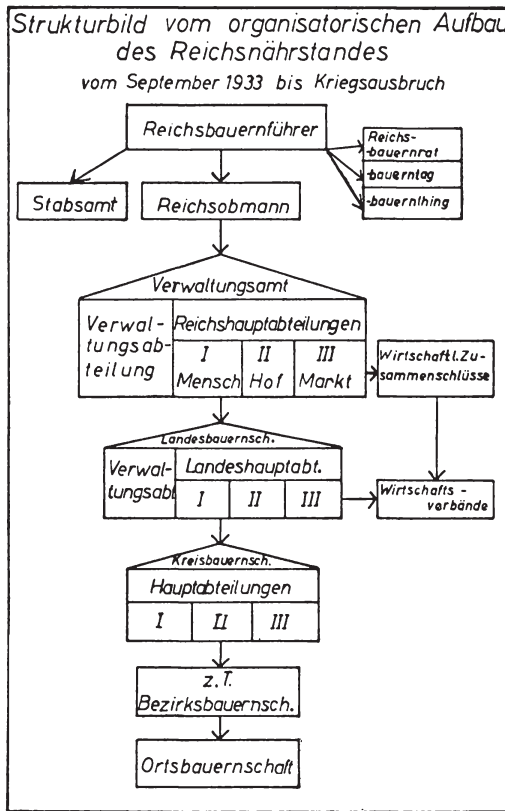 Strukturbild vom organisatorischen Aufbau
des Reichsnährstandes
vom September 1933 bis Kriegsausbruch
Reichsbauernführer
Reichs-
-bauernrat
-bauerntag
-bauernthing
Stabsamt
Reichsobmann
Verwaltungsamt
Verwal-
tungsab-
teilung
Reichshauptabteilungen
I II III
Mensch Hof Markt
Wirtschaftl. Zu-
sammenschlüsse
Landesbauernsch.
Verwal-
tungsabt
Landeshauptabt.
I II III
Wirtschafts -
verbände
Kreisbauernsch.
Hauptabteilungen
I II III
z.T.
Bezirksbauernsch.
Ortsbauernschaft